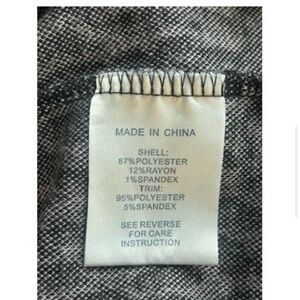 MADE IN CHINA
SHELL:
87%POLYESTER
12%RAYON
1%SPANDEX
TRIM:
95%POLYESTER
5%SPANDEX
SEE REVERSE
FOR CARE
INSTRUCTION